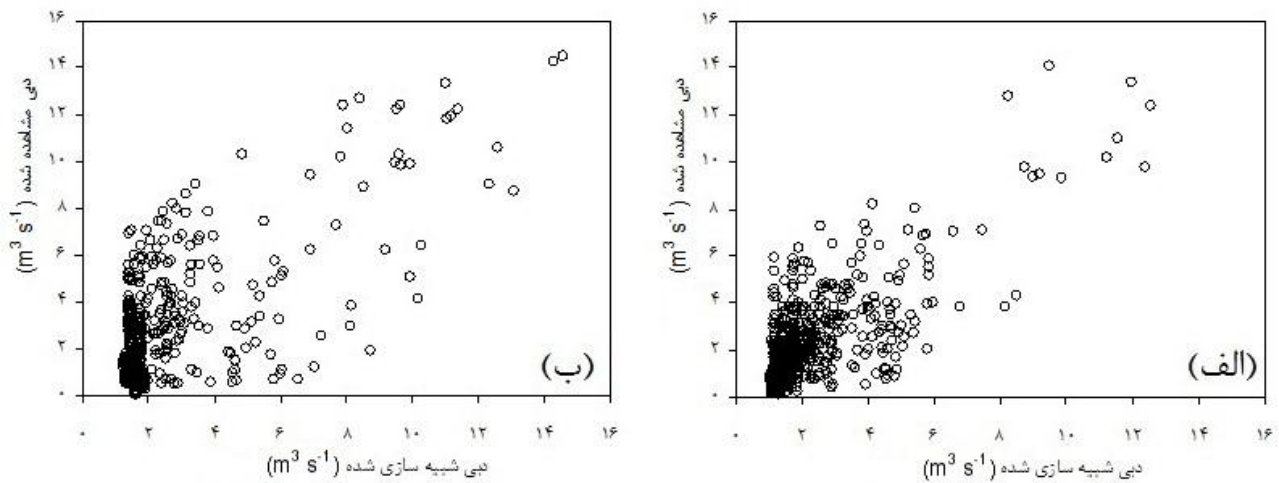 ۱۶
۱۴
۱۲
۱۰
۸
۶
۴
۲
۰
دبی مشاهده شده (m³ s⁻¹)
(الف)
۰ ۲ ۴ ۶ ۸ ۱۰ ۱۲ ۱۴ ۱۶
دبی شبیه سازی شده (m³ s⁻¹)
۱۶
۱۴
۱۲
۱۰
۸
۶
۴
۲
۰
دبی مشاهده شده (m³ s⁻¹)
(ب)
۰ ۲ ۴ ۶ ۸ ۱۰ ۱۲ ۱۴ ۱۶
دبی شبیه سازی شده (m³ s⁻¹)